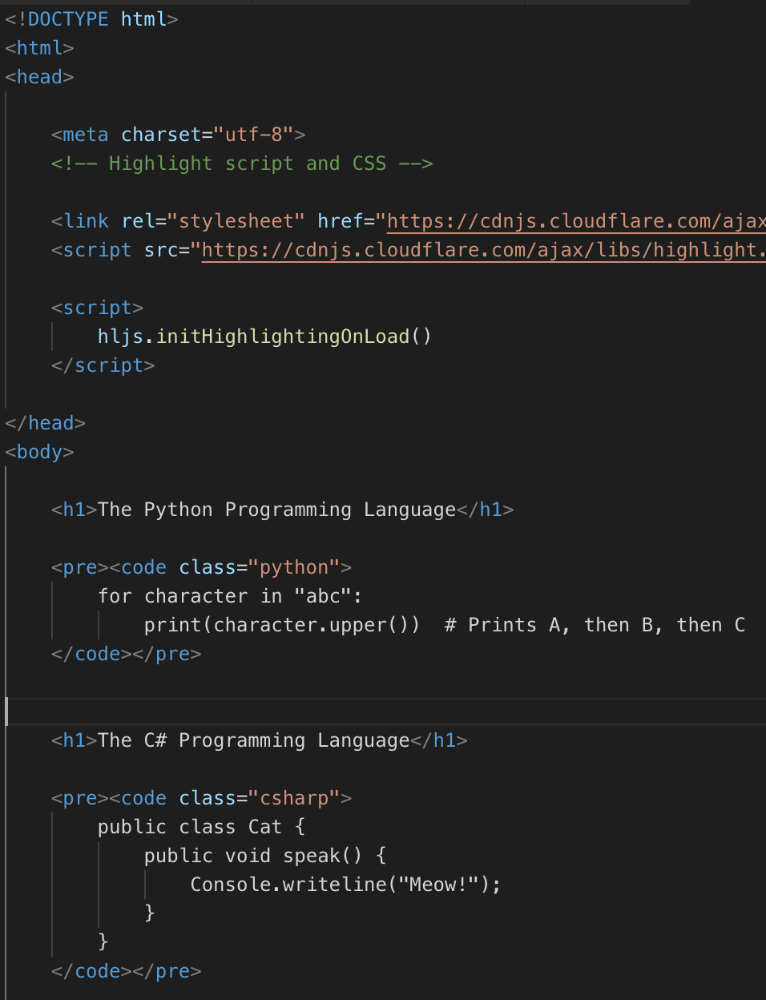 <!DOCTYPE html>
<html>
<head>
<meta charset="utf-8">
<!-- Highlight script and CSS -->
<link rel="stylesheet" href="https://cdnjs.cloudflare.com/ajax
<script src="https://cdnjs.cloudflare.com/ajax/libs/highlight.
<script>
hljs.initHighlightingOnLoad()
</script>
</head>
<body>
<h1>The Python Programming Language</h1>
<pre><code class="python">
for character in "abc":
print(character.upper())  # Prints A, then B, then C
</code></pre>
<h1>The C# Programming Language</h1>
<pre><code class="csharp">
public class Cat {
public void speak() {
Console.writeline("Meow!");
}
}
</code></pre>